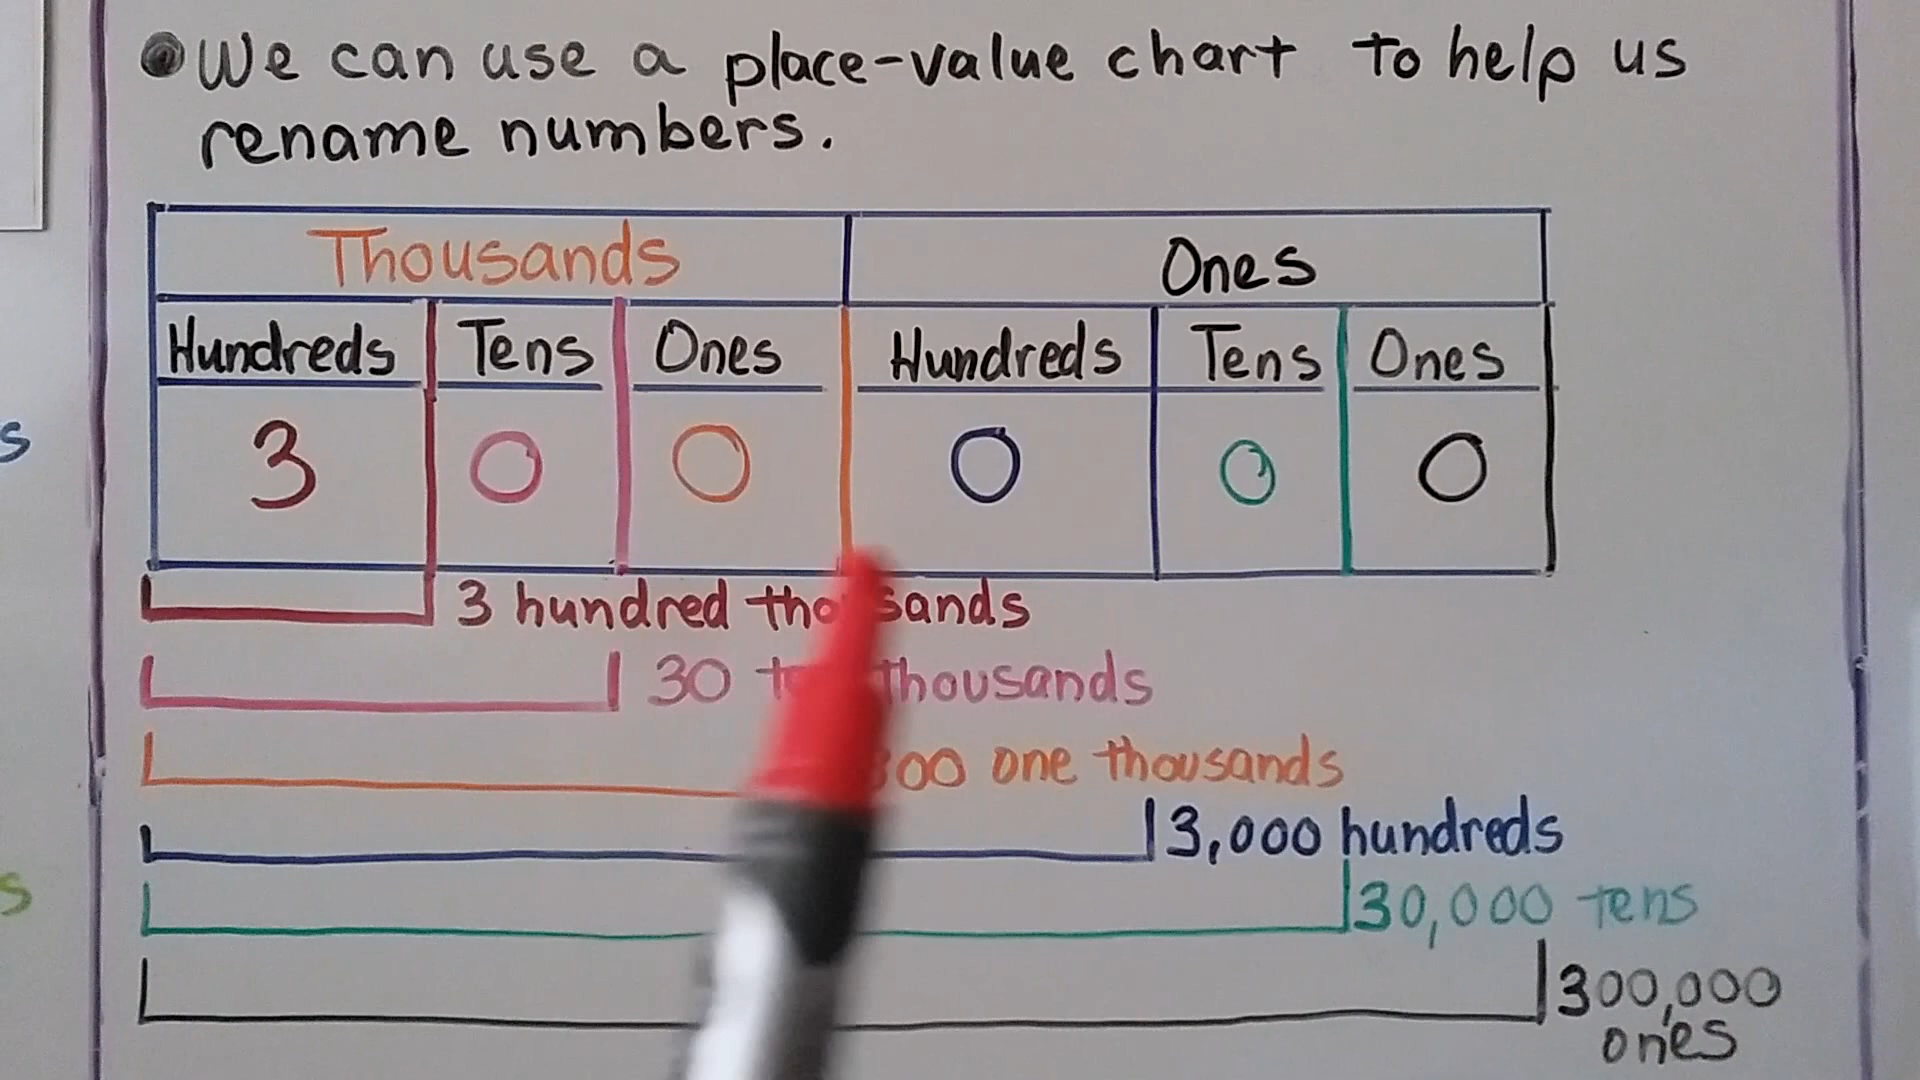 We can use a place-value chart to help us
rename numbers.
Thousands Ones
Hundreds Tens Ones Hundreds Tens Ones
3 0 0 0 0 0
3 hundred thousands
30 thousands
one thousands
3,000 hundreds
30,000 tens
300,000
ones
s
s